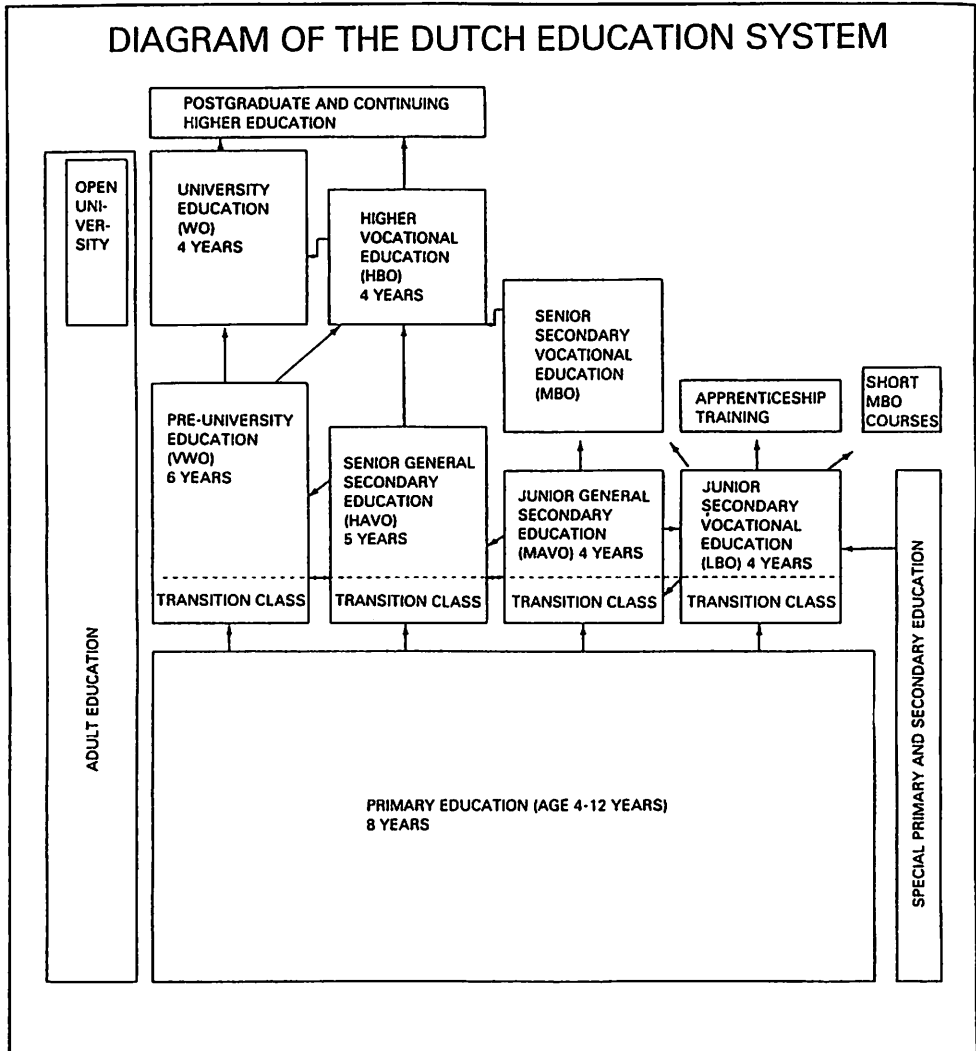 DIAGRAM OF THE DUTCH EDUCATION SYSTEM
POSTGRADUATE AND CONTINUING
HIGHER EDUCATION
OPEN
UNI-
VER-
SITY
UNIVERSITY
EDUCATION
(WO)
4 YEARS
HIGHER
VOCATIONAL
EDUCATION
(HBO)
4 YEARS
SENIOR
SECONDARY
VOCATIONAL
EDUCATION
(MBO)
APPRENTICESHIP
TRAINING
SHORT
MBO
COURSES
PRE-UNIVERSITY
EDUCATION
(VWO)
6 YEARS
SENIOR GENERAL
SECONDARY
EDUCATION
(HAVO)
5 YEARS
JUNIOR GENERAL
SECONDARY
EDUCATION
(MAVO) 4 YEARS
JUNIOR
SECONDARY
VOCATIONAL
EDUCATION
(LBO) 4 YEARS
TRANSITION CLASS
TRANSITION CLASS
TRANSITION CLASS
TRANSITION CLASS
ADULT EDUCATION
PRIMARY EDUCATION (AGE 4-12 YEARS)
8 YEARS
SPECIAL PRIMARY AND SECONDARY EDUCATION